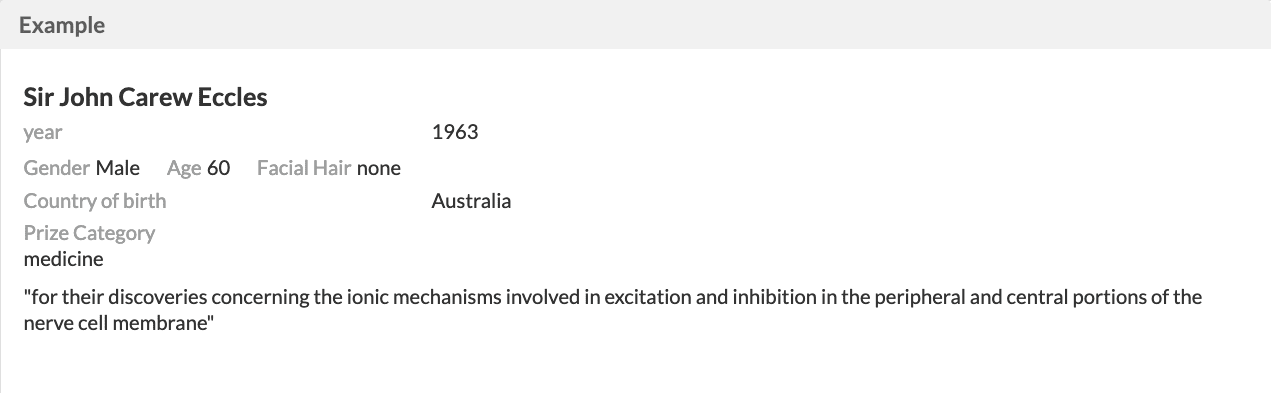 Example
Sir John Carew Eccles
year 1963
Gender Male Age 60 Facial Hair none
Country of birth Australia
Prize Category
medicine
"for their discoveries concerning the ionic mechanisms involved in excitation and inhibition in the peripheral and central portions of the
nerve cell membrane"